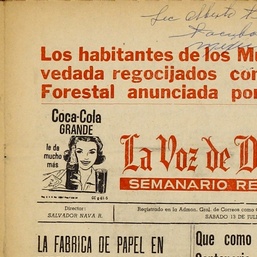 Lic Alberto
Los habitantes de los M
vedada regocijados co
Forestal anunciada po
Coca-Cola
GRANDE
le da
mucho
más
La Voz de
SEMANARIO RE
Director:
SALVADOR NAVA R.
Registrado en la Admon. Gral. de Correos como
SABADO 13 DE
LA FABRICA DE PAPEL EN
Que como